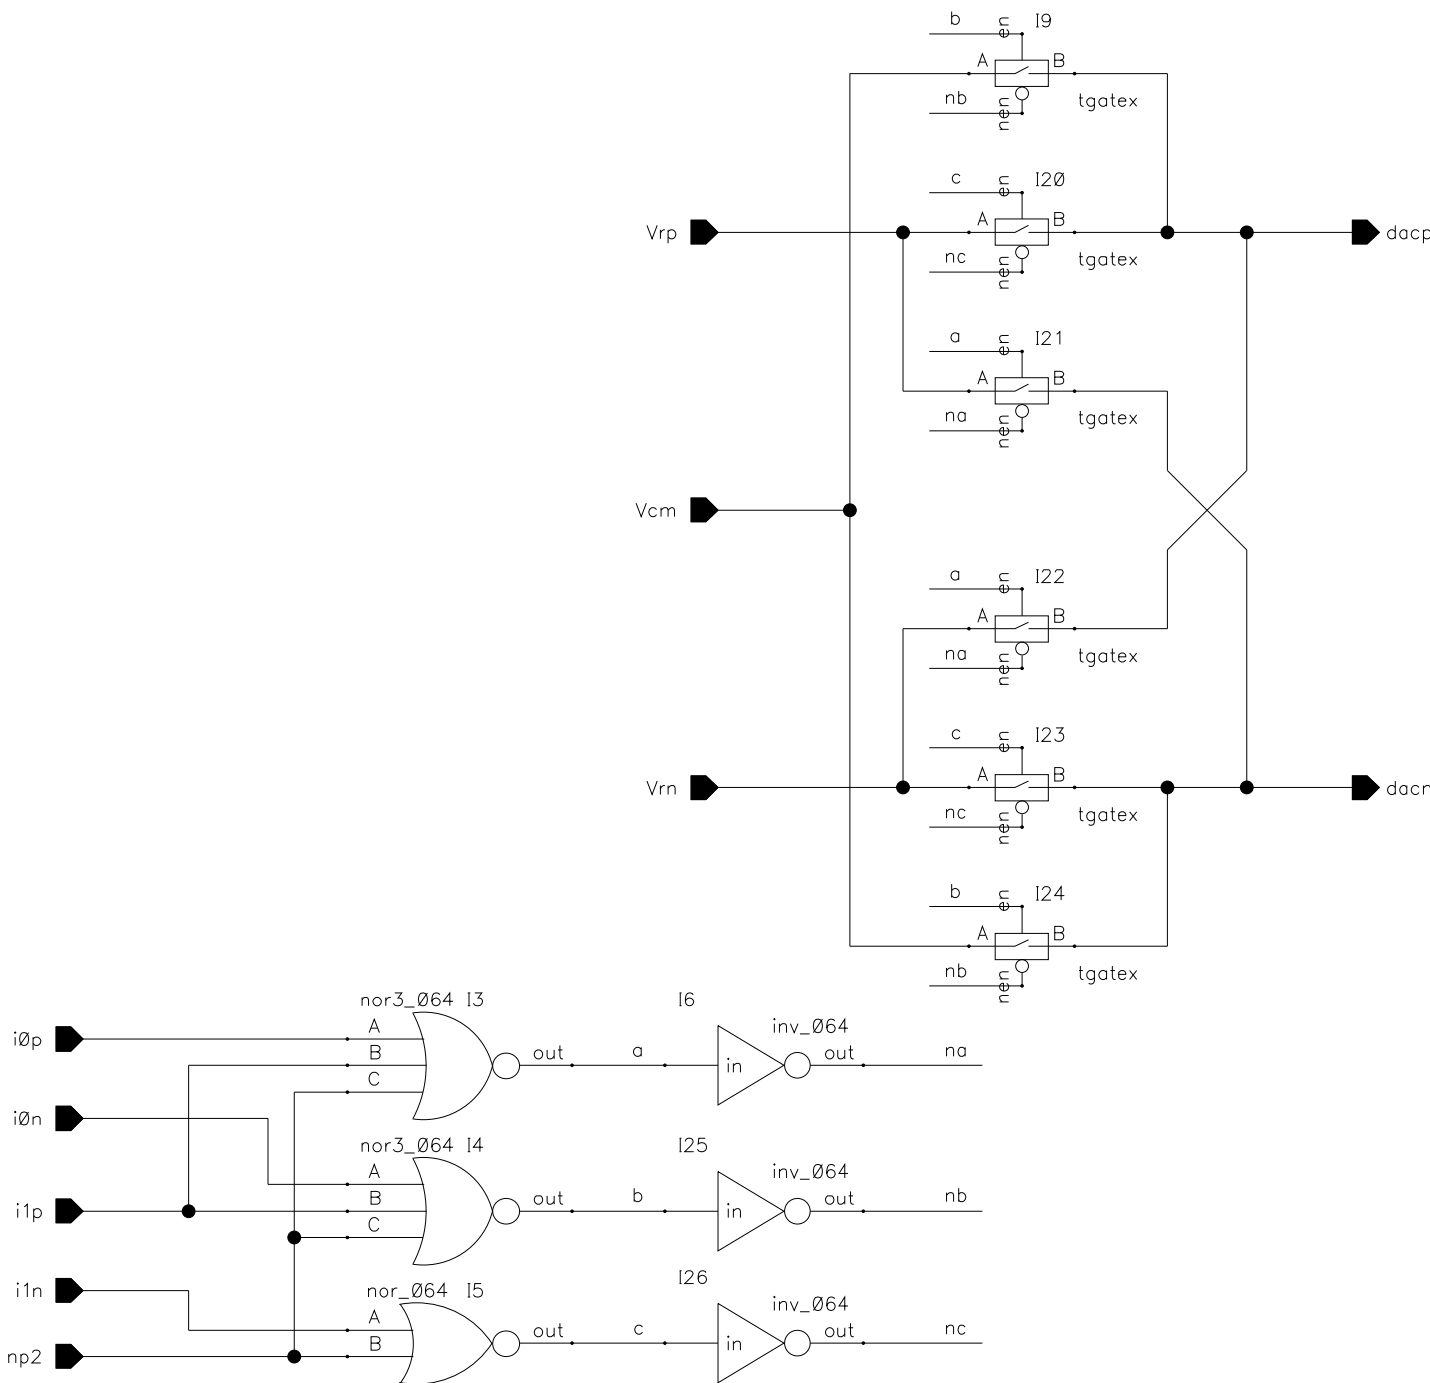 b en I9
A B
nb nen tgatex
c en I20
Vrp A B dacp
nc nen tgatex
a en I21
A B
na nen tgatex
Vcm
a en I22
A B
na nen tgatex
c en I23
Vrn A B
nc nen tgatex
b en I24
A B
nb nen tgatex
nor3_064 I3 I6
i0p A inv_064
B out a in out na
C
i0n
nor3_064 I4 I25
A inv_064
i1p B out b in out nb
C
i1n nor_064 I5 I26
A inv_064
np2 B out c in out nc